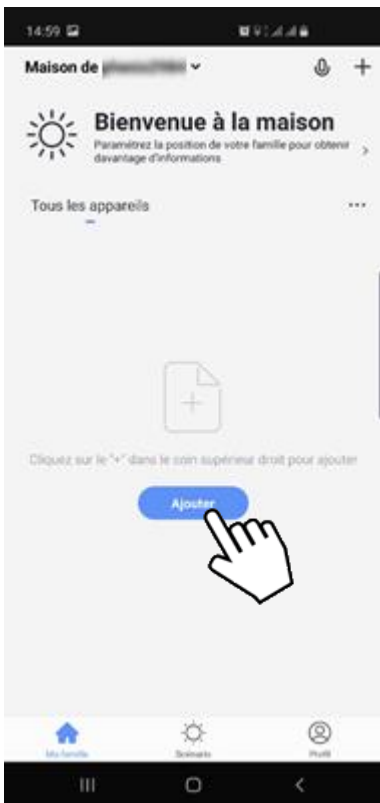 14:59
Maison de
Bienvenue à la maison
Paramétrez la position de votre famille pour obtenir
davantage d'informations
Tous les appareils
Cliquez sur le "+" dans le coin supérieur droit pour ajouter
Ajouter
Ma famille
Scénario
Profil